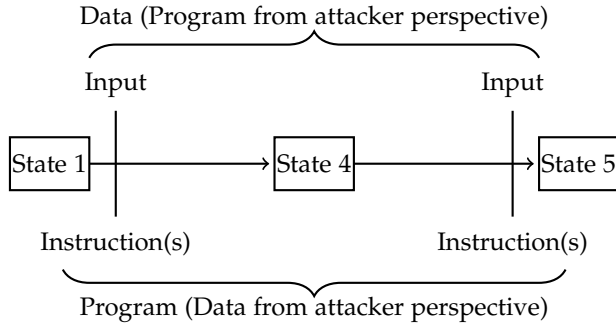 Data (Program from attacker perspective)
Input Input
State 1 State 4 State 5
Instruction(s) Instruction(s)
Program (Data from attacker perspective)